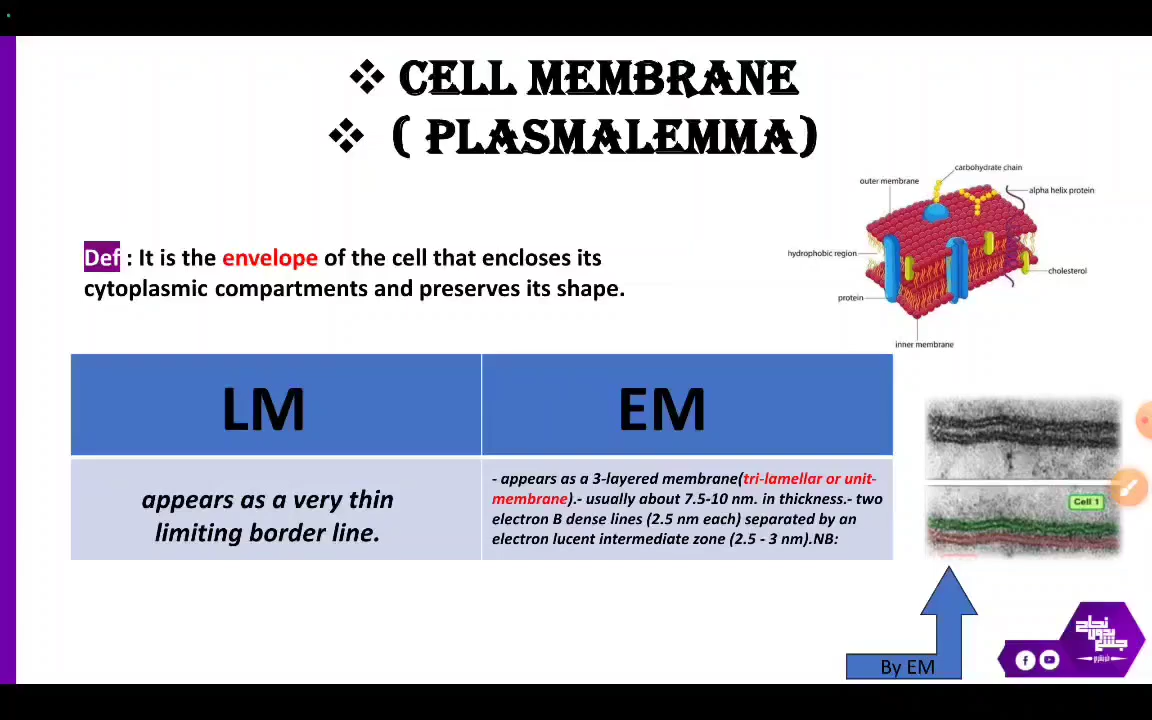 ❖ CELL MEMBRANE
❖ ( PLASMALEMMA)
carbohydrate chain
outer membrane
alpha helix protein
hydrophobic region
cholesterol
protein
inner membrane
Def : It is the envelope of the cell that encloses its
cytoplasmic compartments and preserves its shape.
LM
EM
appears as a very thin
limiting border line.
- appears as a 3-layered membrane(tri-lamellar or unit-
membrane).- usually about 7.5-10 nm. in thickness.- two
electron B dense lines (2.5 nm each) separated by an
electron lucent intermediate zone (2.5 - 3 nm).NB:
Cell 1
By EM